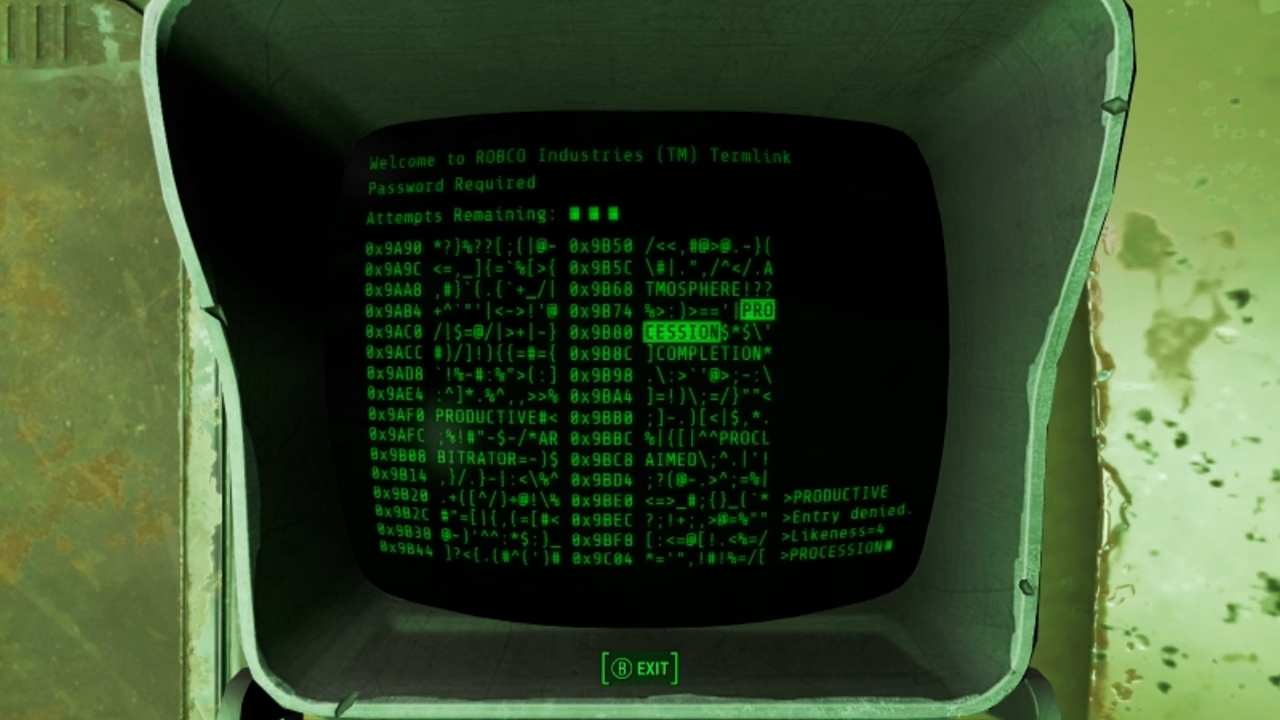 Welcome to ROBCO Industries (TM) Termlink
Password Required
Attempts Remaining: ■ ■ ■
0x9A90 *?}%??[;(|@- 0x9B50 /<<,#@>@.-}(
0x9A9C <=,_]{=`%[>{ 0x9B5C \#|.",/^</.A
0x9AA8 ,#}`(.{`+_/| 0x9B68 TMOSPHERE!??
0x9AB4 +^`"'|<->!'@ 0x9B74 %>:)>=='|PRO
0x9AC0 /|$=@/|>+|-} 0x9B80 CESSION$*$\'
0x9ACC #)/]!){{=#={ 0x9B8C ]COMPLETION*
0x9AD8 `!%-#:%">(:] 0x9B98 .\:>`'@>;-:\
0x9AE4 :^]*.%^,,>>% 0x9BA4 ]=!)\;=/}""<
0x9AF0 PRODUCTIVE#< 0x9BB0 ;]-.)[<|$,*.
0x9AFC ;%!#"-$-/*AR 0x9BBC %|{[|^^PROCL
0x9B08 BITRATOR=-)$ 0x9BC8 AIMED\;^.|'!
0x9B14 ,}/.}-|:<\%^ 0x9BD4 ;?(@-.>^;=%|
0x9B20 .+([^/)+@!\% 0x9BE0 <=>_#;{}_(`*
0x9B2C #"=[|{,(=[#< 0x9BEC ?;!+;,>@=%""
0x9B38 @-)'^^:*$:}_ 0x9BF8 [:<=@[!.<%=/
0x9B44 ]?<{.(#^(')# 0x9C04 *='",!#!%=/[
>PRODUCTIVE
>Entry denied.
>Likeness=4
>PROCESSION■
[Ⓑ EXIT]